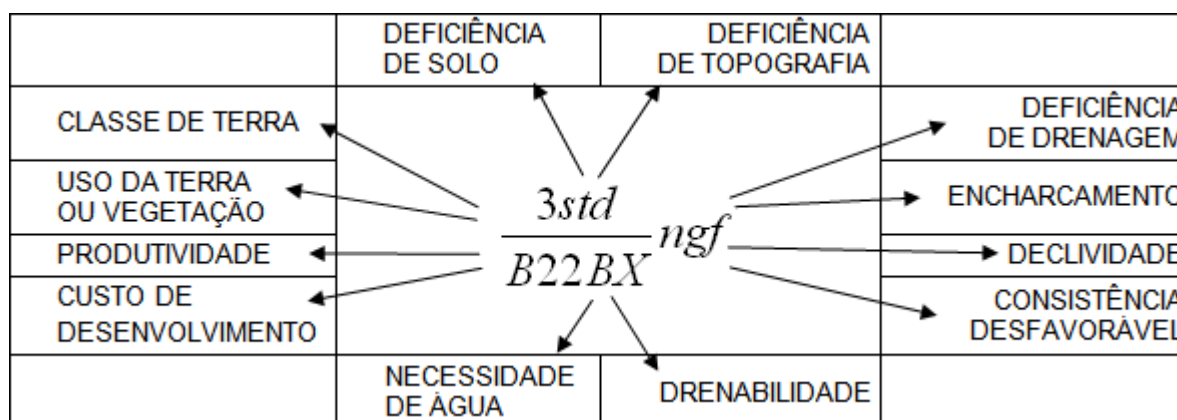 DEFICIÊNCIA
DE SOLO
DEFICIÊNCIA
DE TOPOGRAFIA
CLASSE DE TERRA
DEFICIÊNCIA
DE DRENAGEM
USO DA TERRA
OU VEGETAÇÃO
ENCHARCAMENTO
3std
B22BX
ngf
PRODUTIVIDADE
DECLIVIDADE
CUSTO DE
DESENVOLVIMENTO
CONSISTÊNCIA
DESFAVORÁVEL
NECESSIDADE
DE ÁGUA
DRENABILIDADE